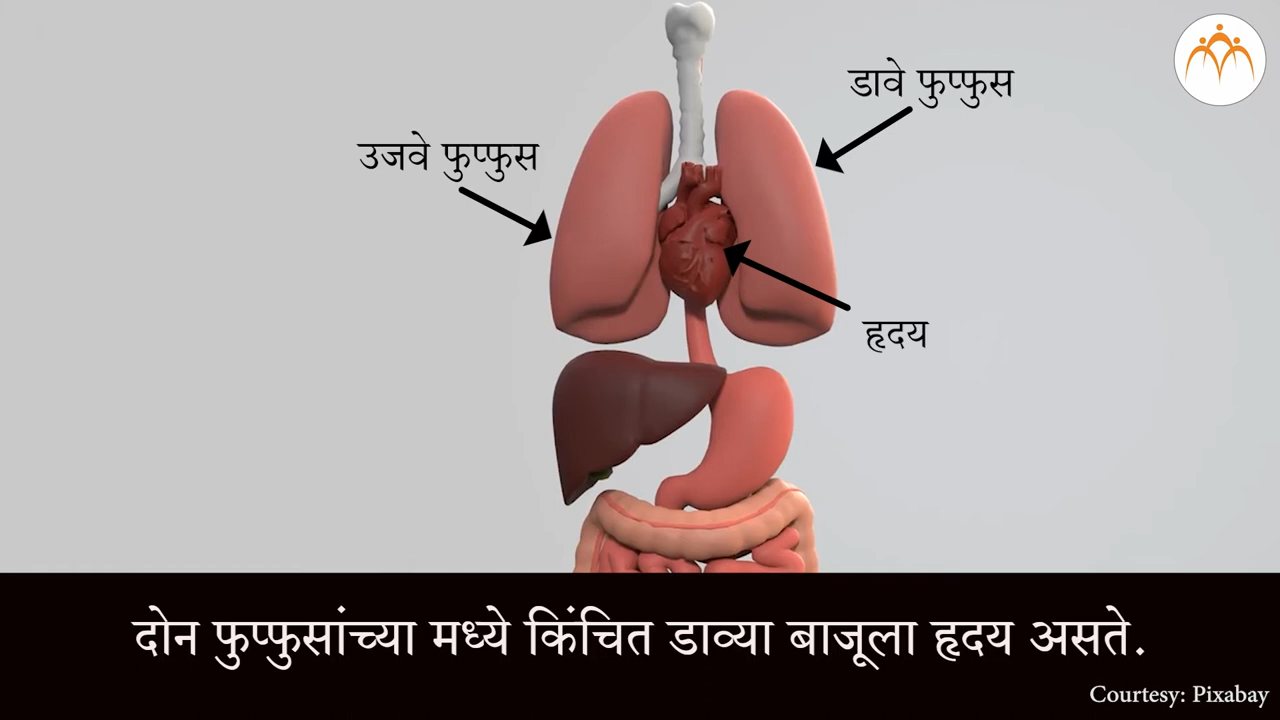 डावे फुप्फुस
उजवे फुप्फुस
हृदय
दोन फुप्फुसांच्या मध्ये किंचित डाव्या बाजूला हृदय असते.
Courtesy: Pixabay